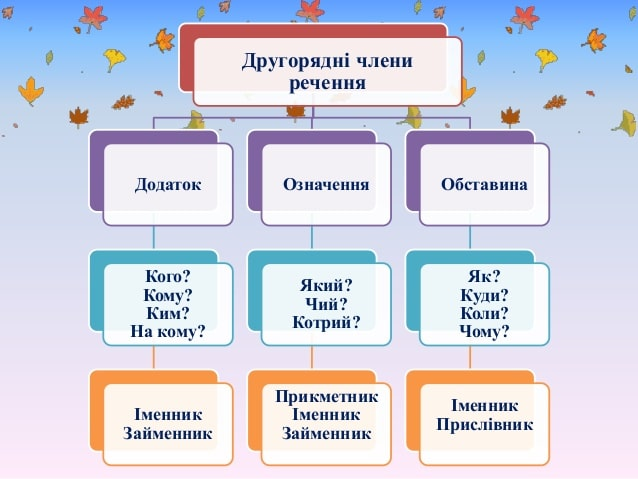 Другорядні члени
речення
Додаток
Означення
Обставина
Кого?
Кому?
Ким?
На кому?
Який?
Чий?
Котрий?
Як?
Куди?
Коли?
Чому?
Іменник
Займенник
Прикметник
Іменник
Займенник
Іменник
Прислівник